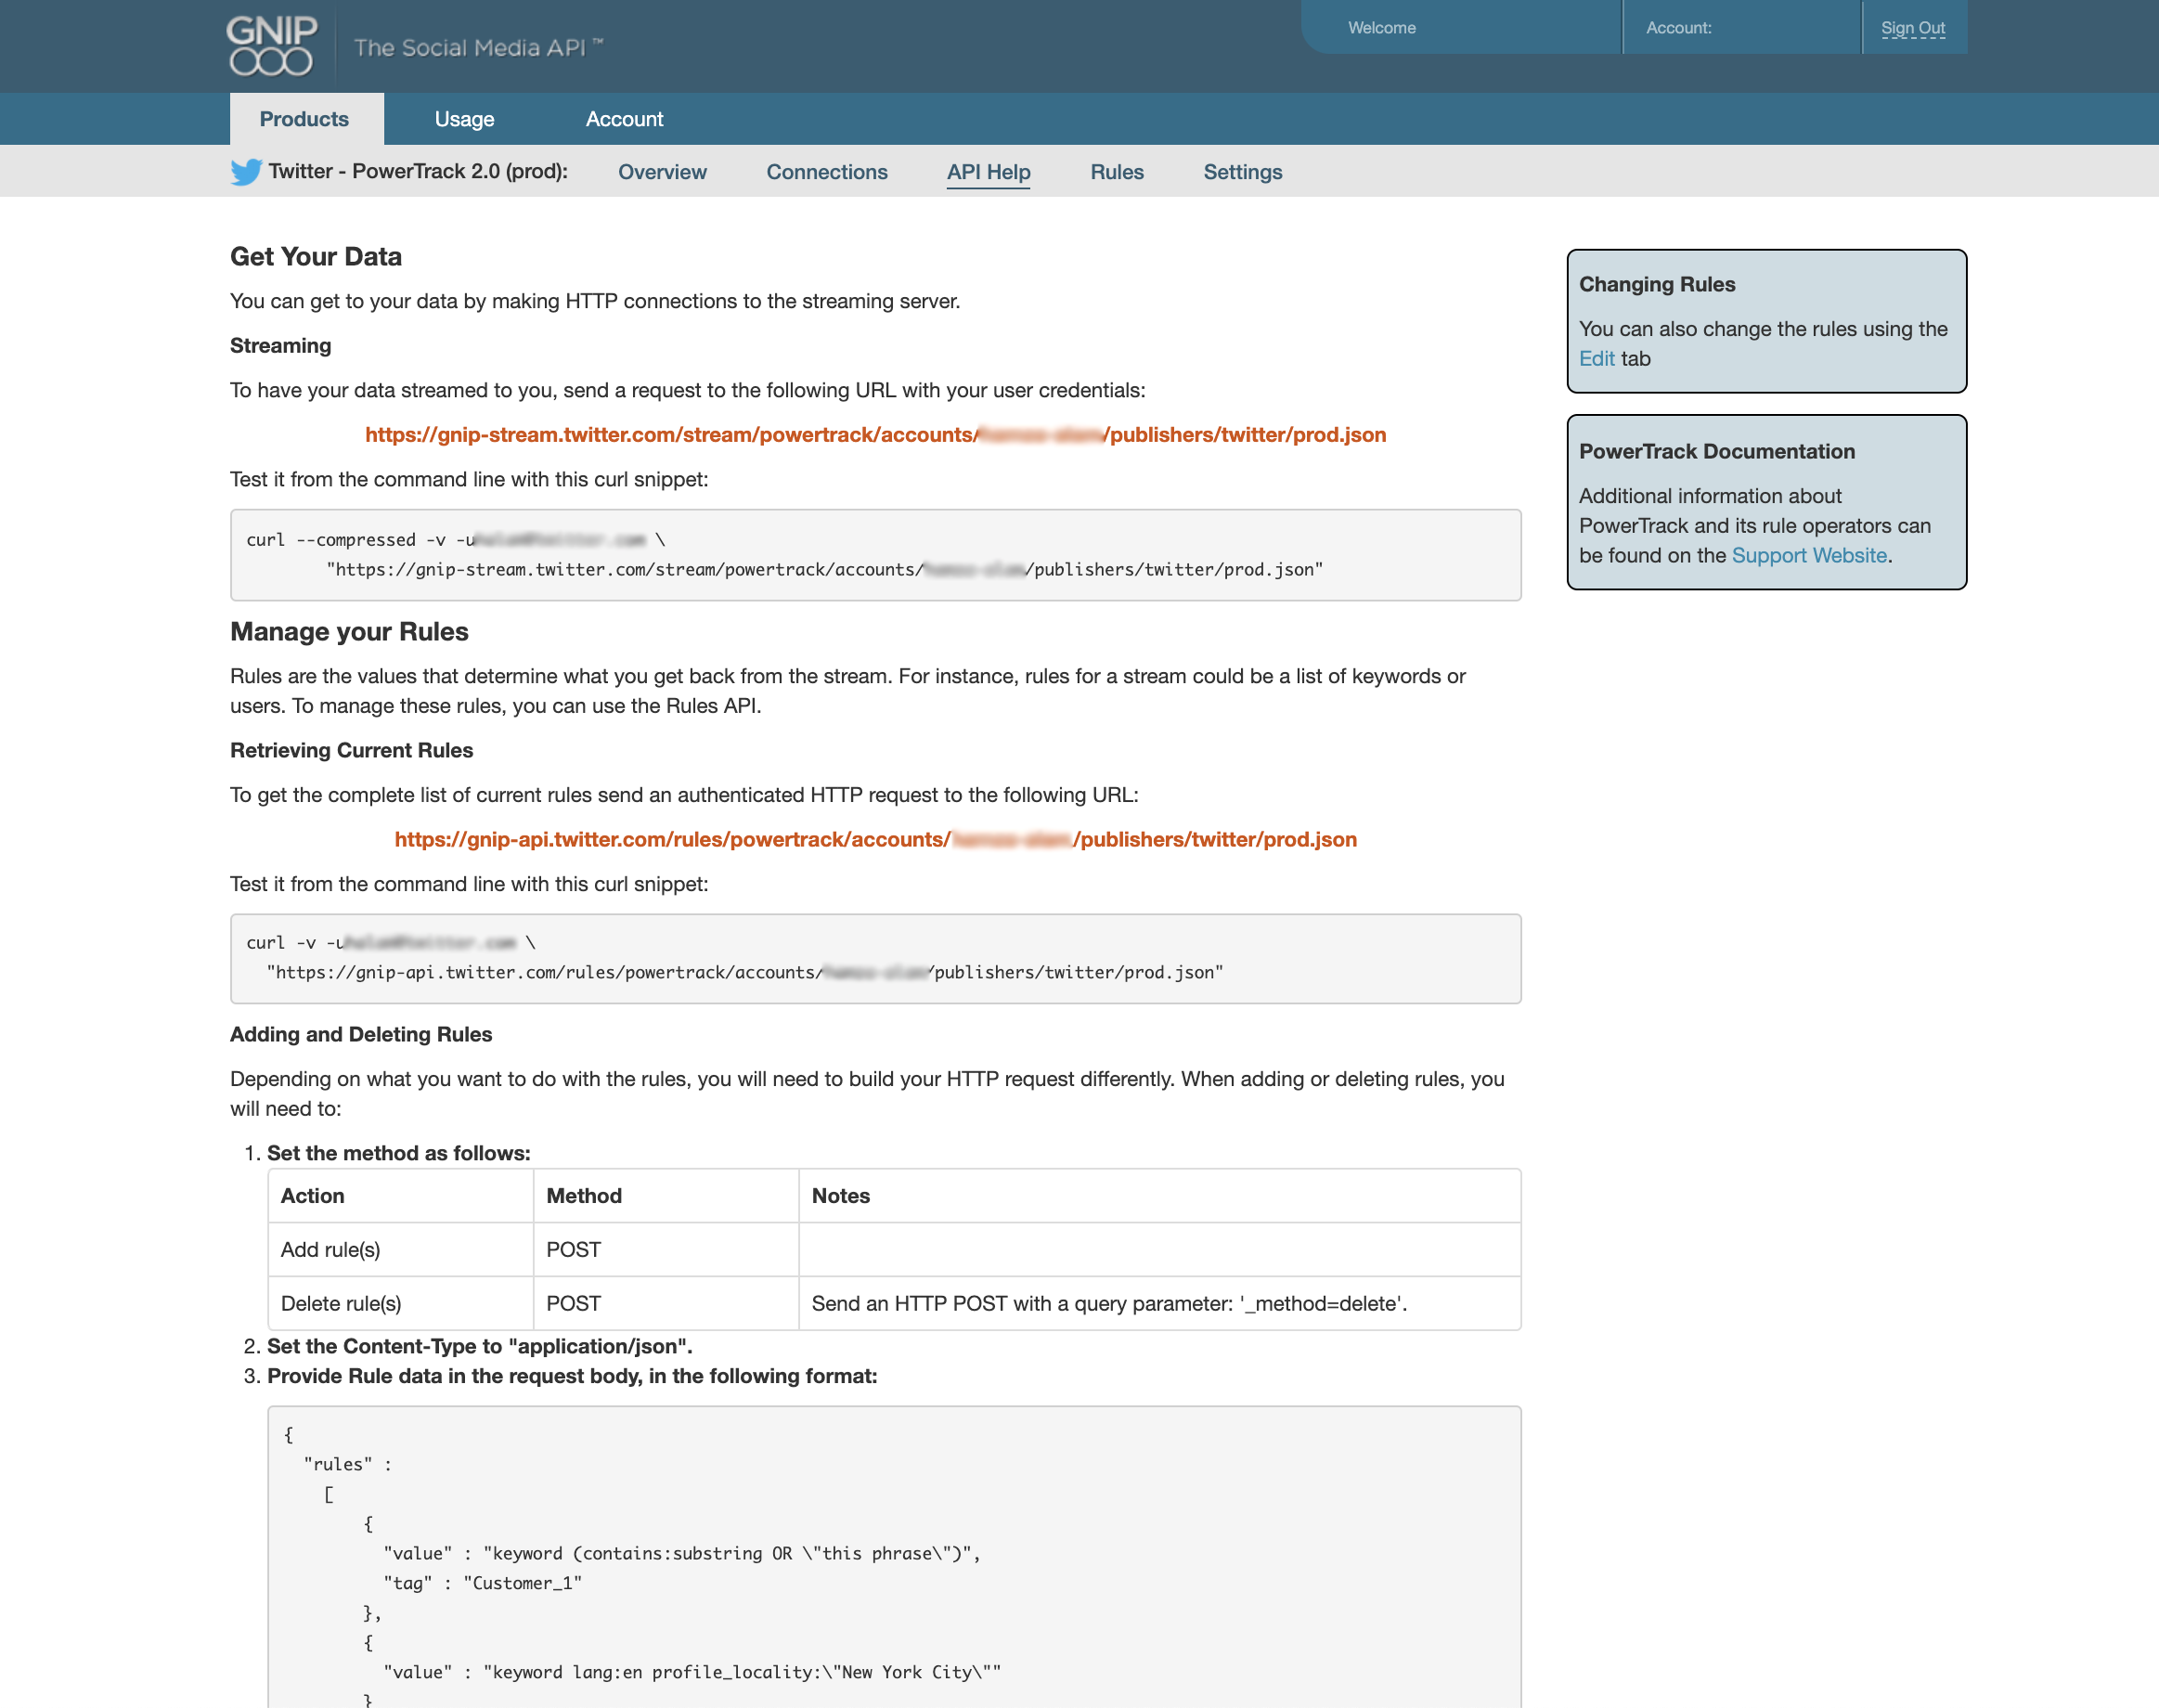 GNIP
The Social Media API ™
Welcome
Account:
Sign Out
Products
Usage
Account
Twitter - PowerTrack 2.0 (prod):
Overview
Connections
API Help
Rules
Settings
Get Your Data
You can get to your data by making HTTP connections to the streaming server.
Streaming
To have your data streamed to you, send a request to the following URL with your user credentials:
https://gnip-stream.twitter.com/stream/powertrack/accounts/ /publishers/twitter/prod.json
Test it from the command line with this curl snippet:
curl --compressed -v -u \
"https://gnip-stream.twitter.com/stream/powertrack/accounts/ /publishers/twitter/prod.json"
Manage your Rules
Rules are the values that determine what you get back from the stream. For instance, rules for a stream could be a list of keywords or
users. To manage these rules, you can use the Rules API.
Retrieving Current Rules
To get the complete list of current rules send an authenticated HTTP request to the following URL:
https://gnip-api.twitter.com/rules/powertrack/accounts/ /publishers/twitter/prod.json
Test it from the command line with this curl snippet:
curl -v -u \
"https://gnip-api.twitter.com/rules/powertrack/accounts/ /publishers/twitter/prod.json"
Adding and Deleting Rules
Depending on what you want to do with the rules, you will need to build your HTTP request differently. When adding or deleting rules, you
will need to:
1. Set the method as follows:
Action Method Notes
Add rule(s) POST
Delete rule(s) POST Send an HTTP POST with a query parameter: '_method=delete'.
2. Set the Content-Type to "application/json".
3. Provide Rule data in the request body, in the following format:
{
"rules" :
[
{
"value" : "keyword (contains:substring OR \"this phrase\")",
"tag" : "Customer_1"
},
{
"value" : "keyword lang:en profile_locality:\"New York City\""
}
Changing Rules
You can also change the rules using the
Edit tab
PowerTrack Documentation
Additional information about
PowerTrack and its rule operators can
be found on the Support Website.